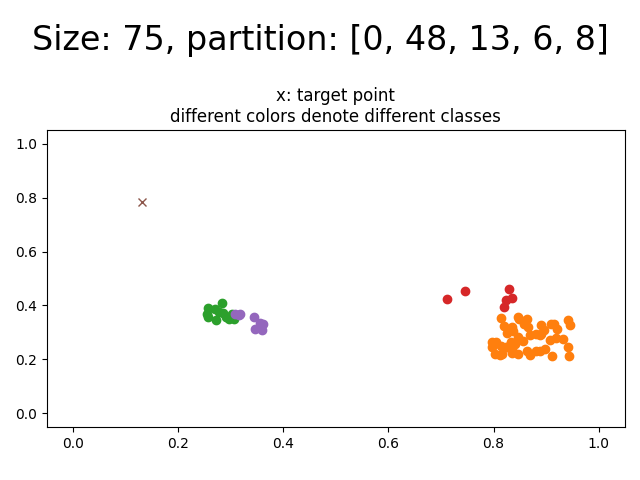 Size: 75, partition: [0, 48, 13, 6, 8]
x: target point
different colors denote different classes
1.0
0.8
0.6
0.4
0.2
0.0
0.0 0.2 0.4 0.6 0.8 1.0